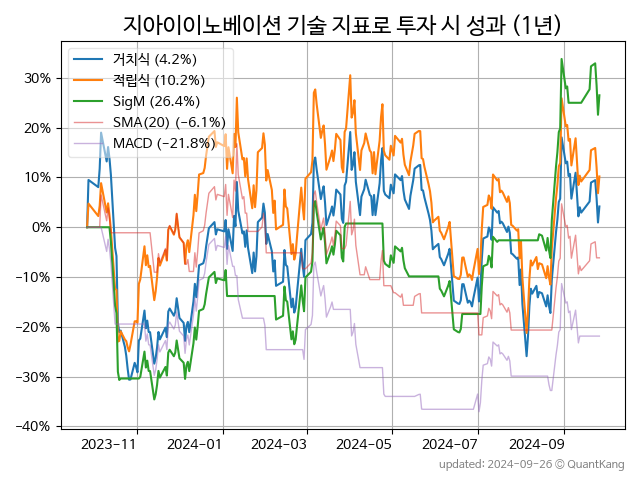 지아이이노베이션 기술 지표로 투자 시 성과 (1년)
거치식 (4.2%)
적립식 (10.2%)
SigM (26.4%)
SMA(20) (−6.1%)
MACD (−21.8%)
30%
20%
10%
0%
−10%
−20%
−30%
−40%
2023-11 2024-01 2024-03 2024-05 2024-07 2024-09
updated: 2024-09-26 © QuantKang